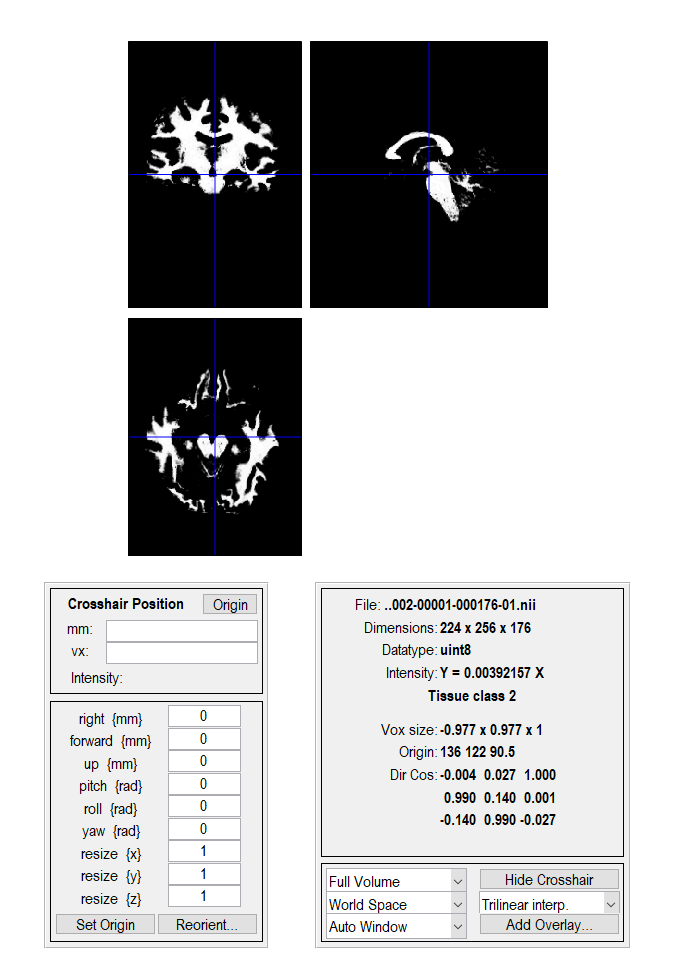 Crosshair Position
Origin
mm:
vx:
Intensity:
right {mm} 0
forward {mm} 0
up {mm} 0
pitch {rad} 0
roll {rad} 0
yaw {rad} 0
resize {x} 1
resize {y} 1
resize {z} 1
Set Origin
Reorient...
File: ..002-00001-000176-01.nii
Dimensions: 224 x 256 x 176
Datatype: uint8
Intensity: Y = 0.00392157 X
Tissue class 2
Vox size: -0.977 x 0.977 x 1
Origin: 136 122 90.5
Dir Cos: -0.004 0.027 1.000
0.990 0.140 0.001
-0.140 0.990 -0.027
Full Volume
Hide Crosshair
World Space
Trilinear interp.
Auto Window
Add Overlay...